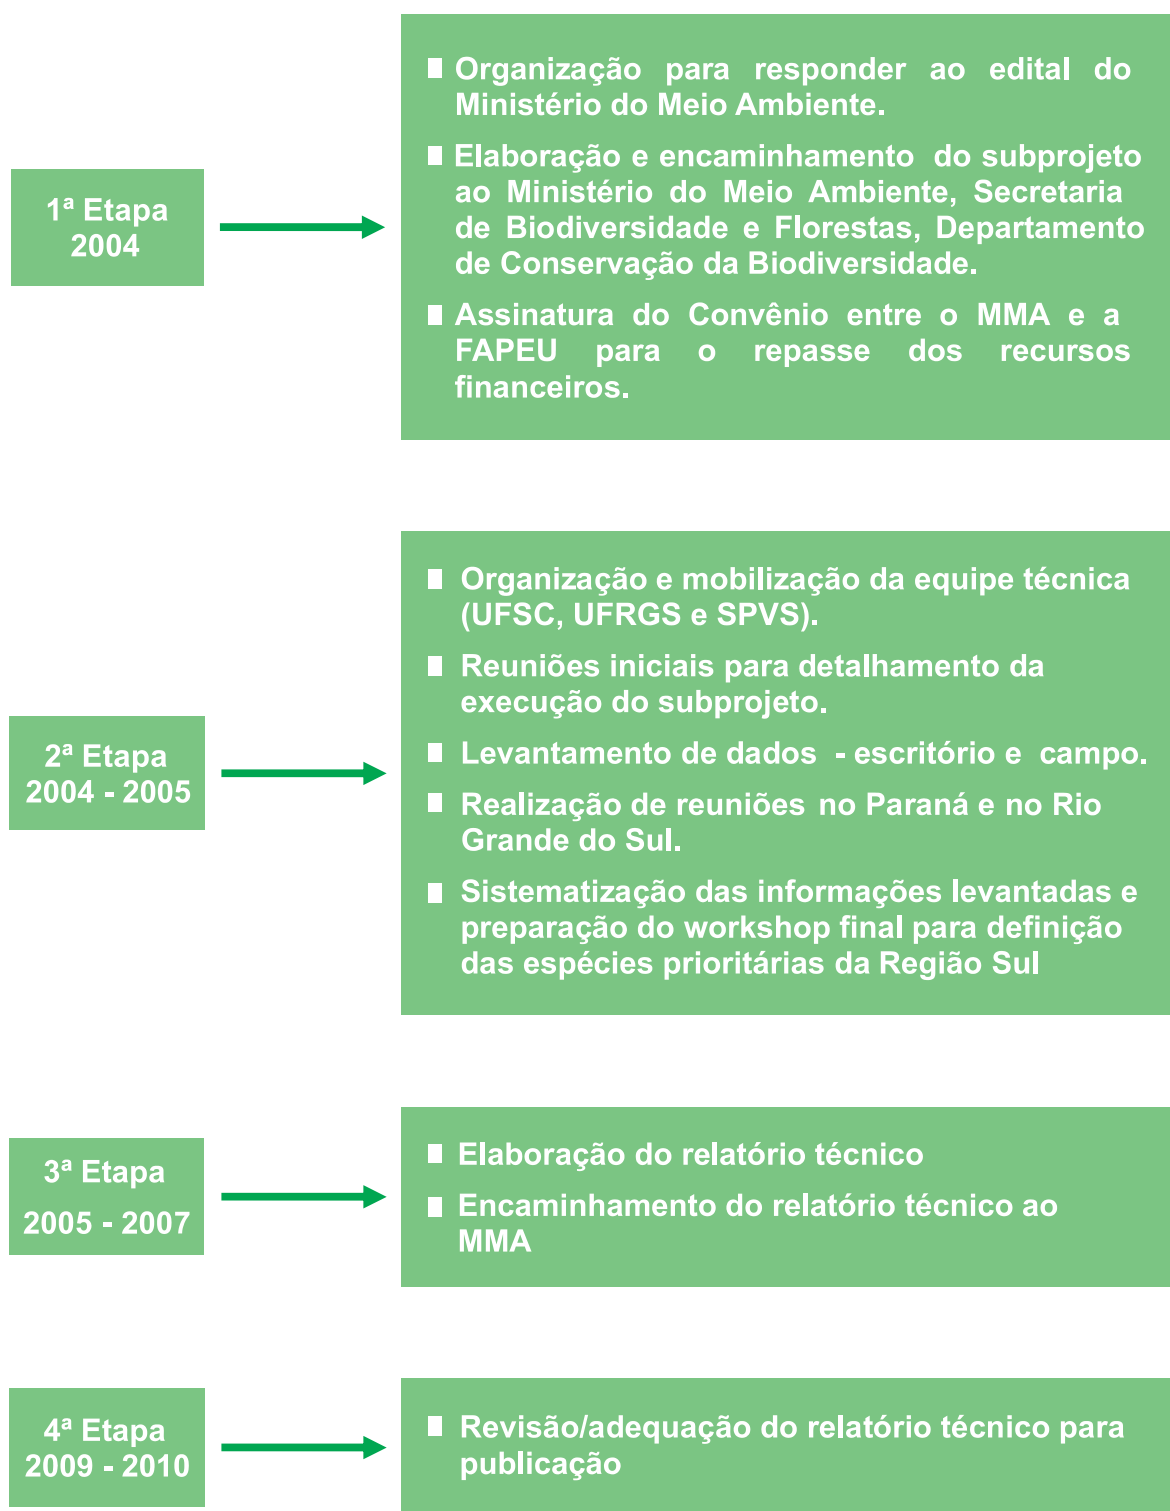 1ª Etapa
2004
Organização para responder ao edital do
Ministério do Meio Ambiente.
Elaboração e encaminhamento do subprojeto
ao Ministério do Meio Ambiente, Secretaria
de Biodiversidade e Florestas, Departamento
de Conservação da Biodiversidade.
Assinatura do Convênio entre o MMA e a
FAPEU para o repasse dos recursos
financeiros.
2ª Etapa
2004 - 2005
Organização e mobilização da equipe técnica
(UFSC, UFRGS e SPVS).
Reuniões iniciais para detalhamento da
execução do subprojeto.
Levantamento de dados - escritório e campo.
Realização de reuniões no Paraná e no Rio
Grande do Sul.
Sistematização das informações levantadas e
preparação do workshop final para definição
das espécies prioritárias da Região Sul
3ª Etapa
2005 - 2007
Elaboração do relatório técnico
Encaminhamento do relatório técnico ao
MMA
4ª Etapa
2009 - 2010
Revisão/adequação do relatório técnico para
publicação